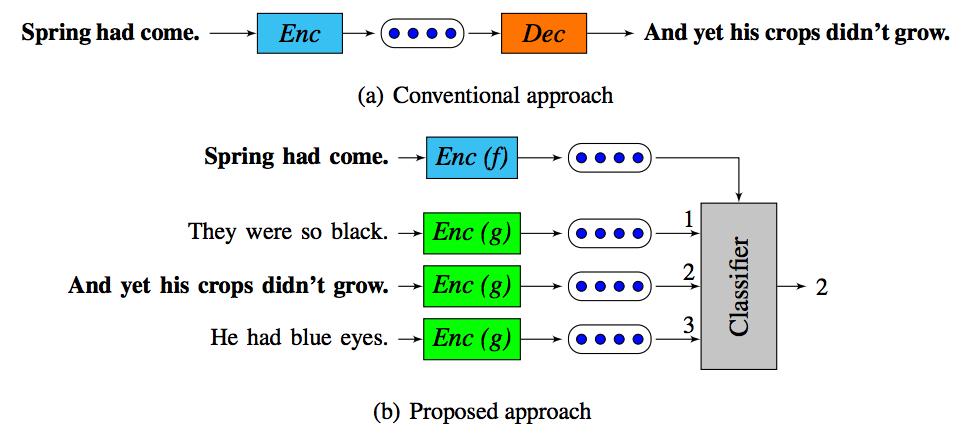 Spring had come. Enc Dec And yet his crops didn't grow.
(a) Conventional approach
Spring had come. Enc (f)
They were so black. Enc (g) 1
And yet his crops didn't grow. Enc (g) 2 Classifier 2
He had blue eyes. Enc (g) 3
(b) Proposed approach